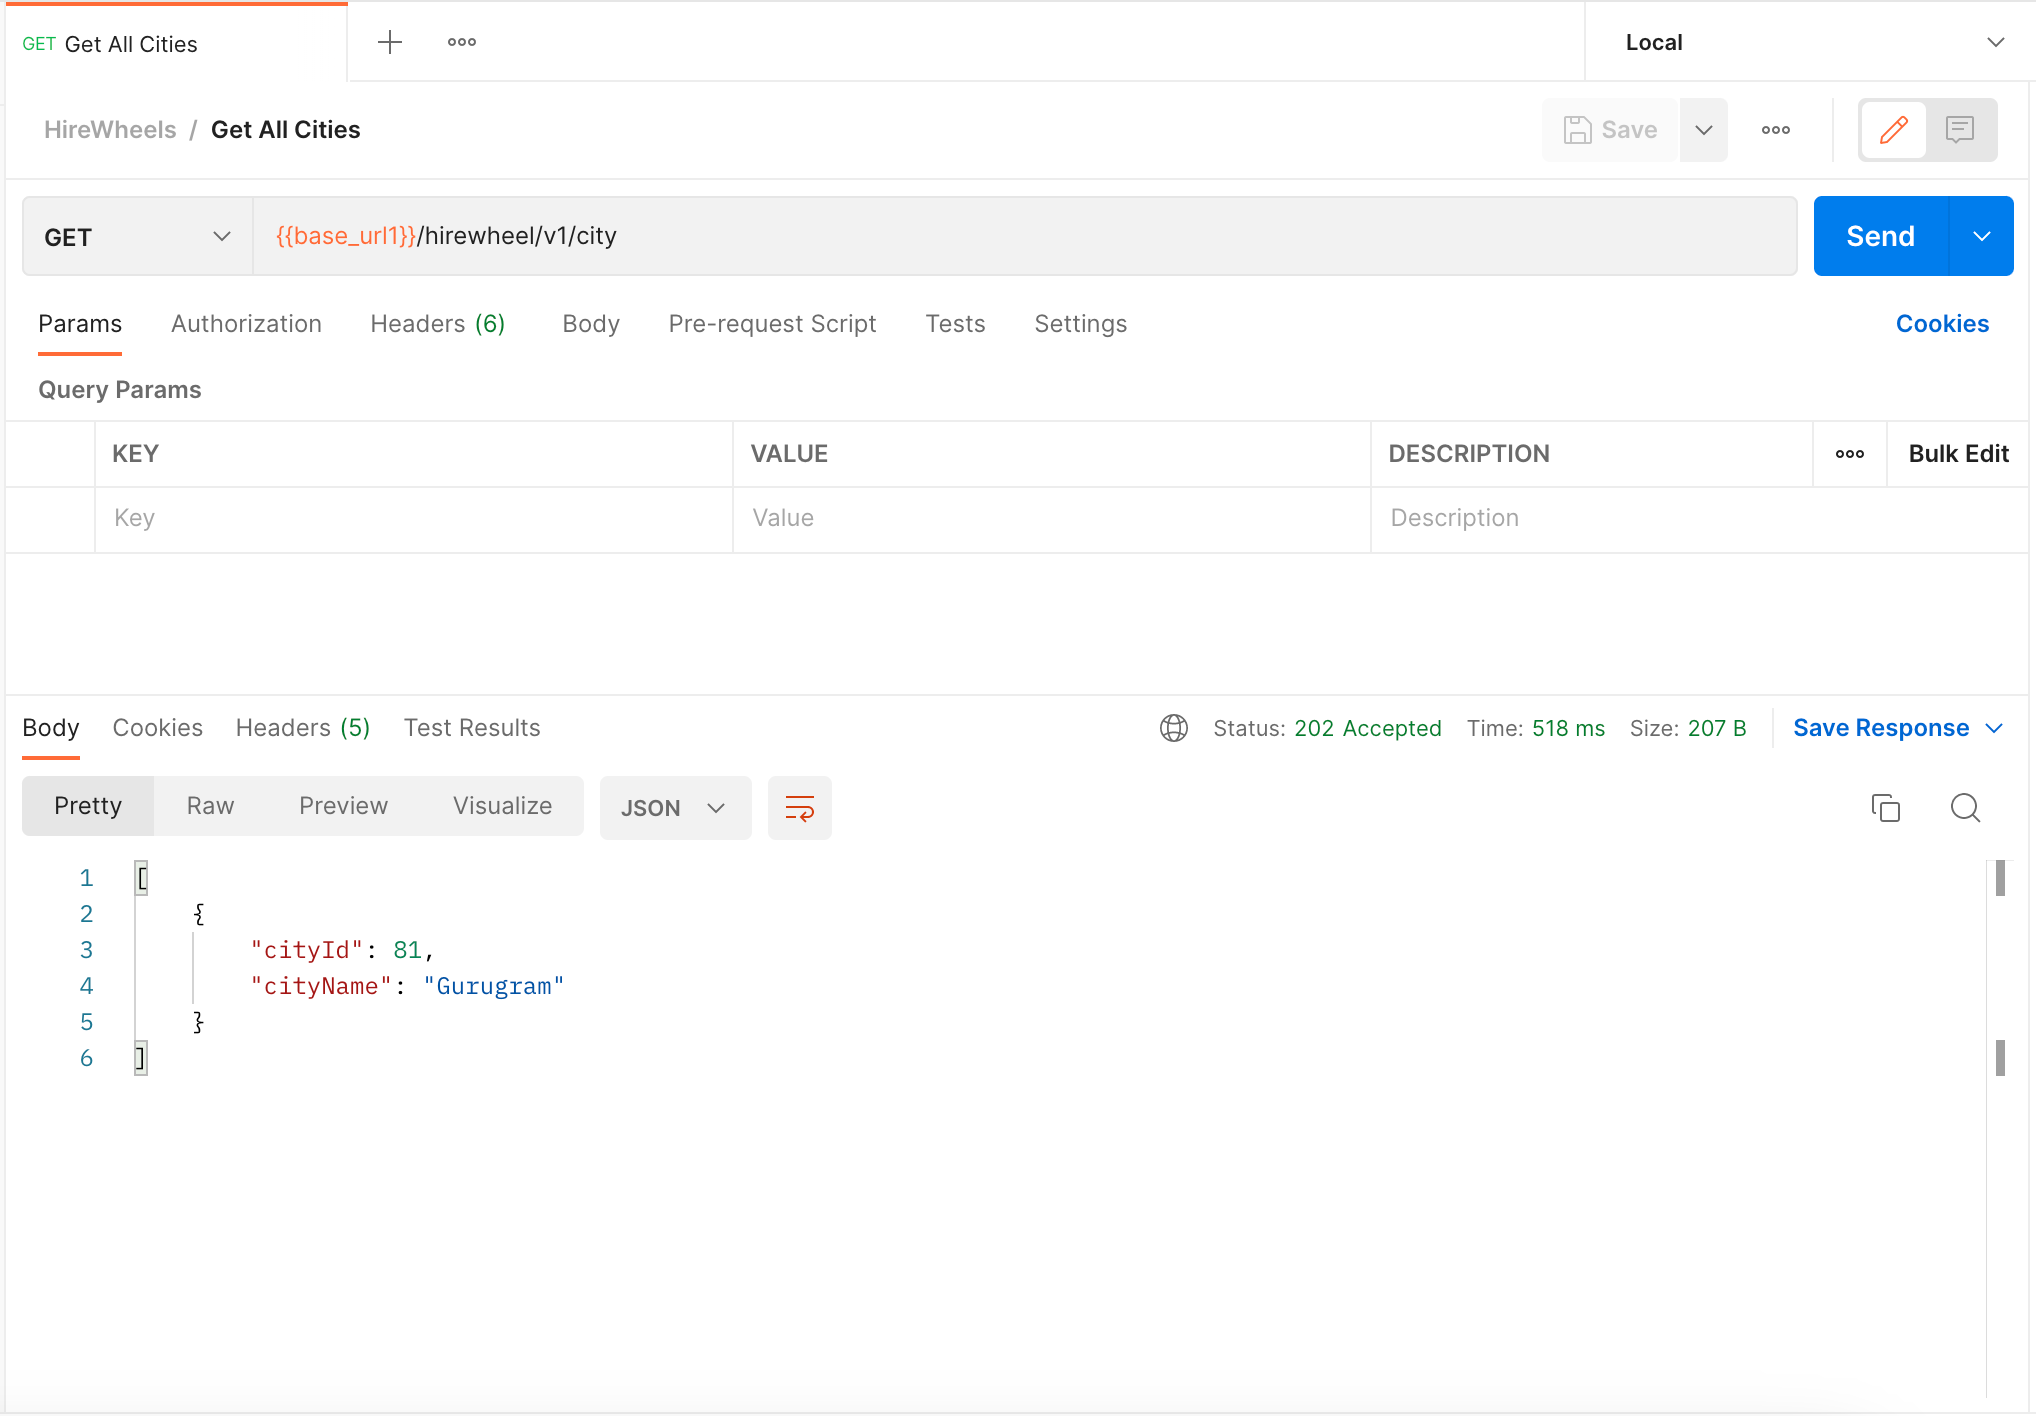 GET Get All Cities
Local
HireWheels / Get All Cities
Save
GET
{{base_url1}}/hirewheel/v1/city
Send
Params Authorization Headers (6) Body Pre-request Script Tests Settings
Cookies
Query Params
KEY VALUE DESCRIPTION
Bulk Edit
Key Value Description
Body Cookies Headers (5) Test Results
Status: 202 Accepted Time: 518 ms Size: 207 B
Save Response
Pretty Raw Preview Visualize
JSON
1 [
2 {
3 "cityId": 81,
4 "cityName": "Gurugram"
5 }
6 ]